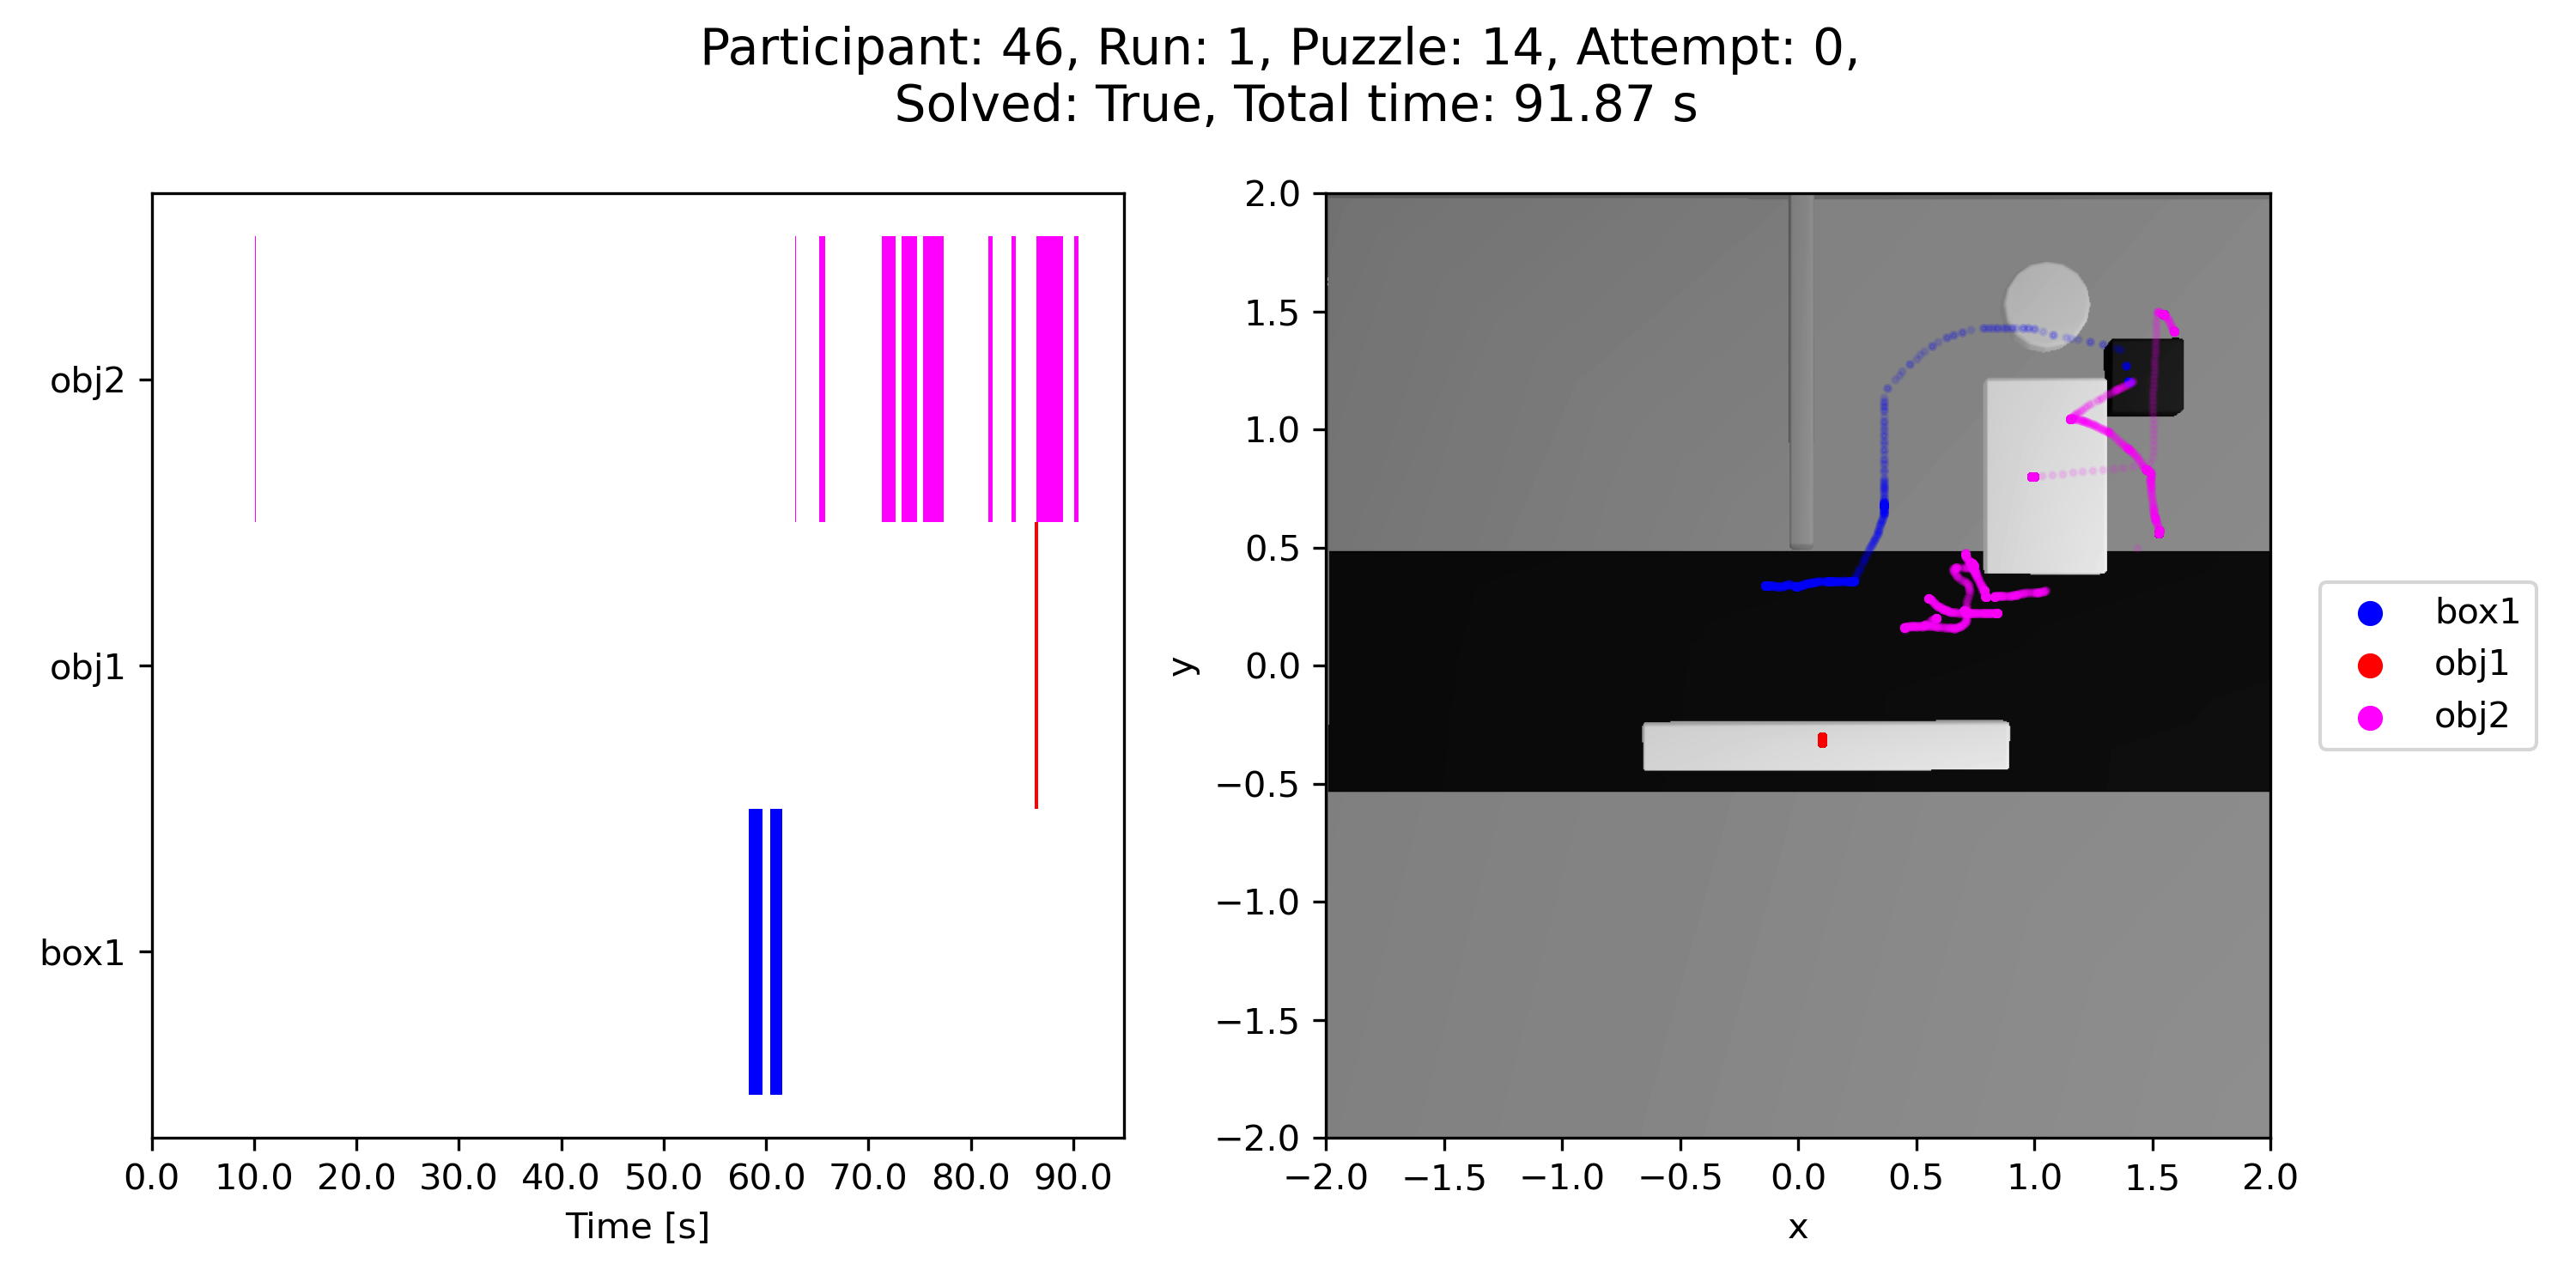 Participant: 46, Run: 1, Puzzle: 14, Attempt: 0,
Solved: True, Total time: 91.87 s
obj2
obj1
box1
0.0 10.0 20.0 30.0 40.0 50.0 60.0 70.0 80.0 90.0
Time [s]
2.0
1.5
1.0
0.5
0.0
−0.5
−1.0
−1.5
−2.0
y
−2.0 −1.5 −1.0 −0.5 0.0 0.5 1.0 1.5 2.0
x
box1
obj1
obj2